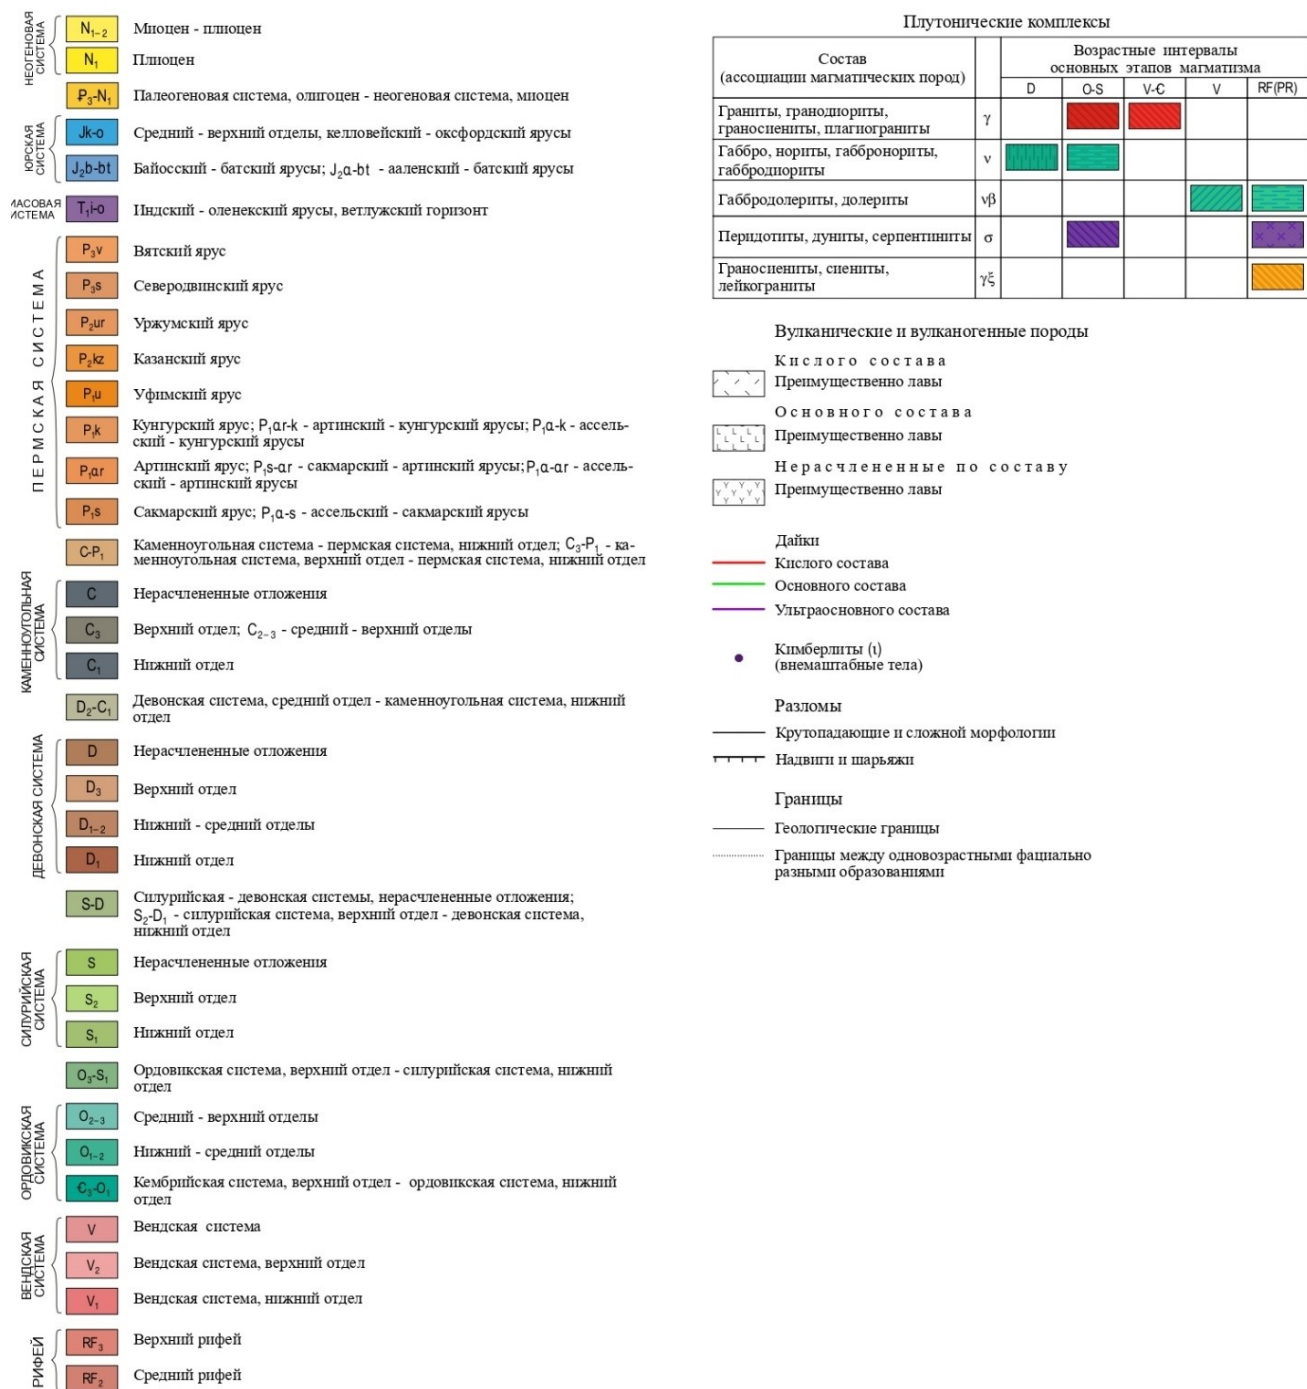 НЕОГЕНОВАЯ
СИСТЕМА
N₁₋₂ Миоцен - плиоцен
N₁ Плиоцен
₽₃-N₁ Палеогеновая система, олигоцен - неогеновая система, миоцен
ЮРСКАЯ
СИСТЕМА
Jk-o Средний - верхний отделы, келловейский - оксфордский ярусы
J₂b-bt Байосский - батский ярусы; J₂a-bt - ааленский - батский ярусы
ИАСОВАЯ
ИСТЕМА
T₁i-o Индский - оленекский ярусы, ветлужский горизонт
ПЕРМСКАЯ СИСТЕМА
P₃v Вятский ярус
P₃s Северодвинский ярус
P₂ur Уржумский ярус
P₂kz Казанский ярус
P₁u Уфимский ярус
P₁k Кунгурский ярус; P₁ar-k - артинский - кунгурский ярусы; P₁a-k - ассель-
ский - кунгурский ярусы
P₁ar Артинский ярус; P₁s-ar - сакмарский - артинский ярусы; P₁a-ar - ассель-
ский - артинский ярусы
P₁s Сакмарский ярус; P₁a-s - ассельский - сакмарский ярусы
C-P₁ Каменноугольная система - пермская система, нижний отдел; C₃-P₁ - ка-
менноугольная система, верхний отдел - пермская система, нижний отдел
КАМЕННОУГОЛЬНАЯ
СИСТЕМА
C Нерасчлененные отложения
C₃ Верхний отдел; C₂₋₃ - средний - верхний отделы
C₁ Нижний отдел
D₂-C₁ Девонская система, средний отдел - каменноугольная система, нижний
отдел
ДЕВОНСКАЯ СИСТЕМА
D Нерасчлененные отложения
D₃ Верхний отдел
D₁₋₂ Нижний - средний отделы
D₁ Нижний отдел
S-D Силурийская - девонская системы, нерасчлененные отложения;
S₂-D₁ - силурийская система, верхний отдел - девонская система,
нижний отдел
СИЛУРИЙСКАЯ
СИСТЕМА
S Нерасчлененные отложения
S₂ Верхний отдел
S₁ Нижний отдел
O₃-S₁ Ордовикская система, верхний отдел - силурийская система, нижний
отдел
ОРДОВИКСКАЯ
СИСТЕМА
O₂₋₃ Средний - верхний отделы
O₁₋₂ Нижний - средний отделы
Є₃-O₁ Кембрийская система, верхний отдел - ордовикская система, нижний
отдел
ВЕНДСКАЯ
СИСТЕМА
V Вендская система
V₂ Вендская система, верхний отдел
V₁ Вендская система, нижний отдел
РИФЕЙ
RF₃ Верхний рифей
RF₂ Средний рифей
Плутонические комплексы
Состав
(ассоциации магматических пород)
Возрастные интервалы
основных этапов магматизма
D O-S V-Є V RF(PR)
Граниты, гранодиориты,
граносиениты, плагиограниты γ
Габбро, нориты, габбронориты,
габбродиориты ν
Габбродолериты, долериты νβ
Перидотиты, дуниты, серпентиниты σ
Граносиениты, сиениты,
лейкограниты γξ
Вулканические и вулканогенные породы
Кислого состава
Преимущественно лавы
Основного состава
Преимущественно лавы
Нерасчлененные по составу
Преимущественно лавы
Дайки
Кислого состава
Основного состава
Ультраосновного состава
Кимберлиты (ι)
(внемаштабные тела)
Разломы
Крутопадающие и сложной морфологии
Надвиги и шарьяжи
Границы
Геологические границы
Границы между одновозрастными фациально
разными образованиями